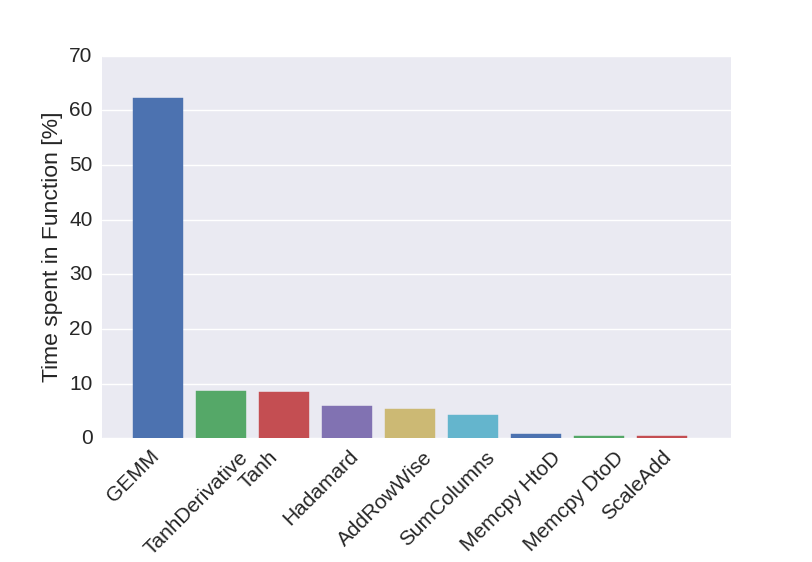 Time spent in Function [%]
70
60
50
40
30
20
10
0
GEMM
TanhDerivative
Tanh
Hadamard
AddRowWise
SumColumns
Memcpy HtoD
Memcpy DtoD
ScaleAdd